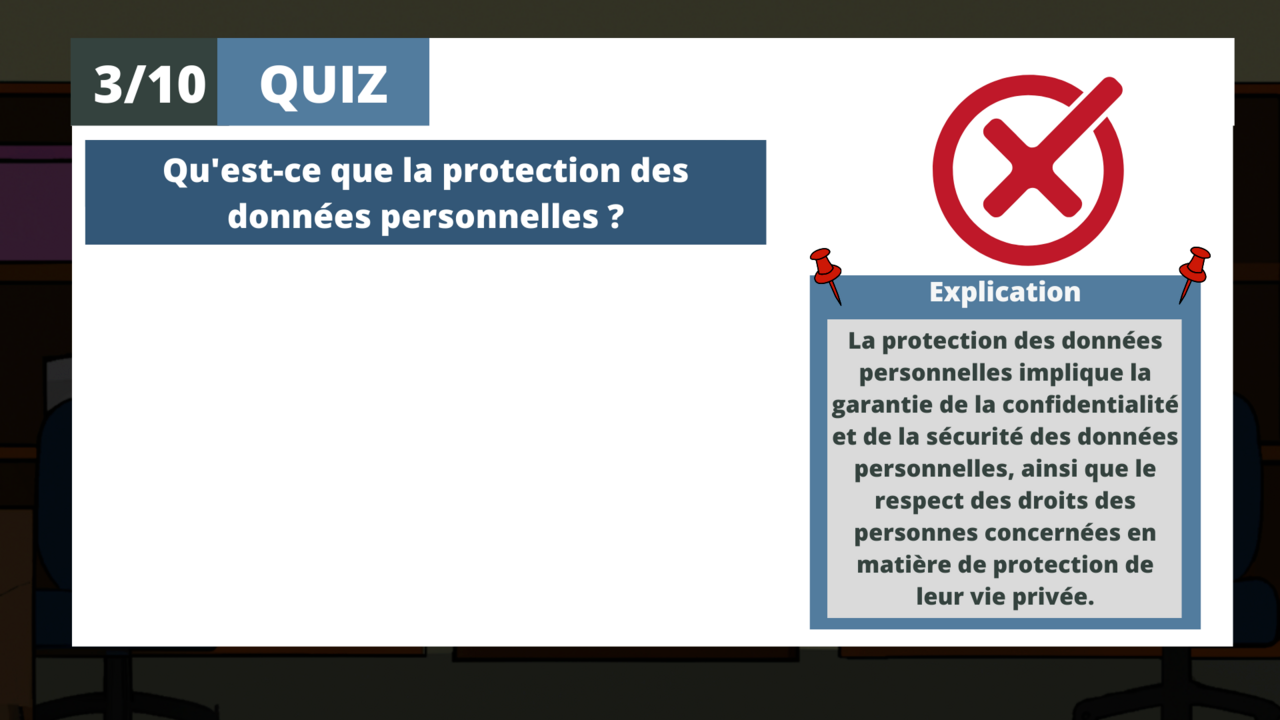 3/10 QUIZ
Qu'est-ce que la protection des
données personnelles ?
Explication
La protection des données
personnelles implique la
garantie de la confidentialité
et de la sécurité des données
personnelles, ainsi que le
respect des droits des
personnes concernées en
matière de protection de
leur vie privée.